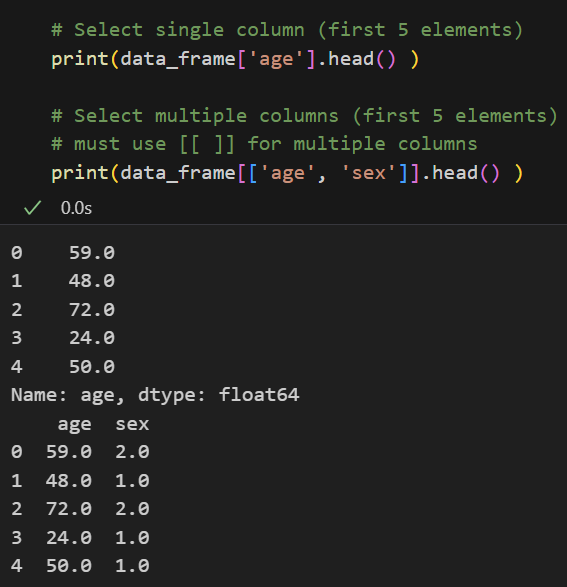 # Select single column (first 5 elements)
print(data_frame['age'].head() )
# Select multiple columns (first 5 elements)
# must use [[ ]] for multiple columns
print(data_frame[['age', 'sex']].head() )
0.0s
0 59.0
1 48.0
2 72.0
3 24.0
4 50.0
Name: age, dtype: float64
age sex
0 59.0 2.0
1 48.0 1.0
2 72.0 2.0
3 24.0 1.0
4 50.0 1.0